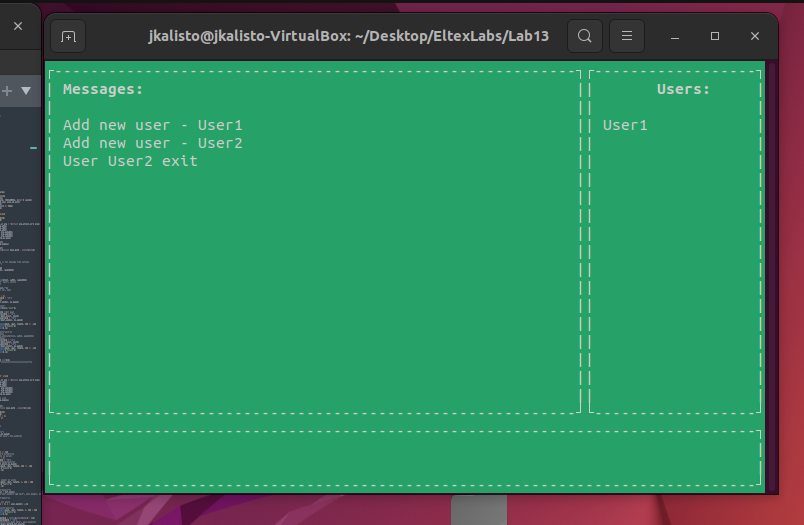 jkalisto@jkalisto-VirtualBox: ~/Desktop/EltexLabs/Lab13
Messages:
Add new user - User1
Add new user - User2
User User2 exit
Users:
User1